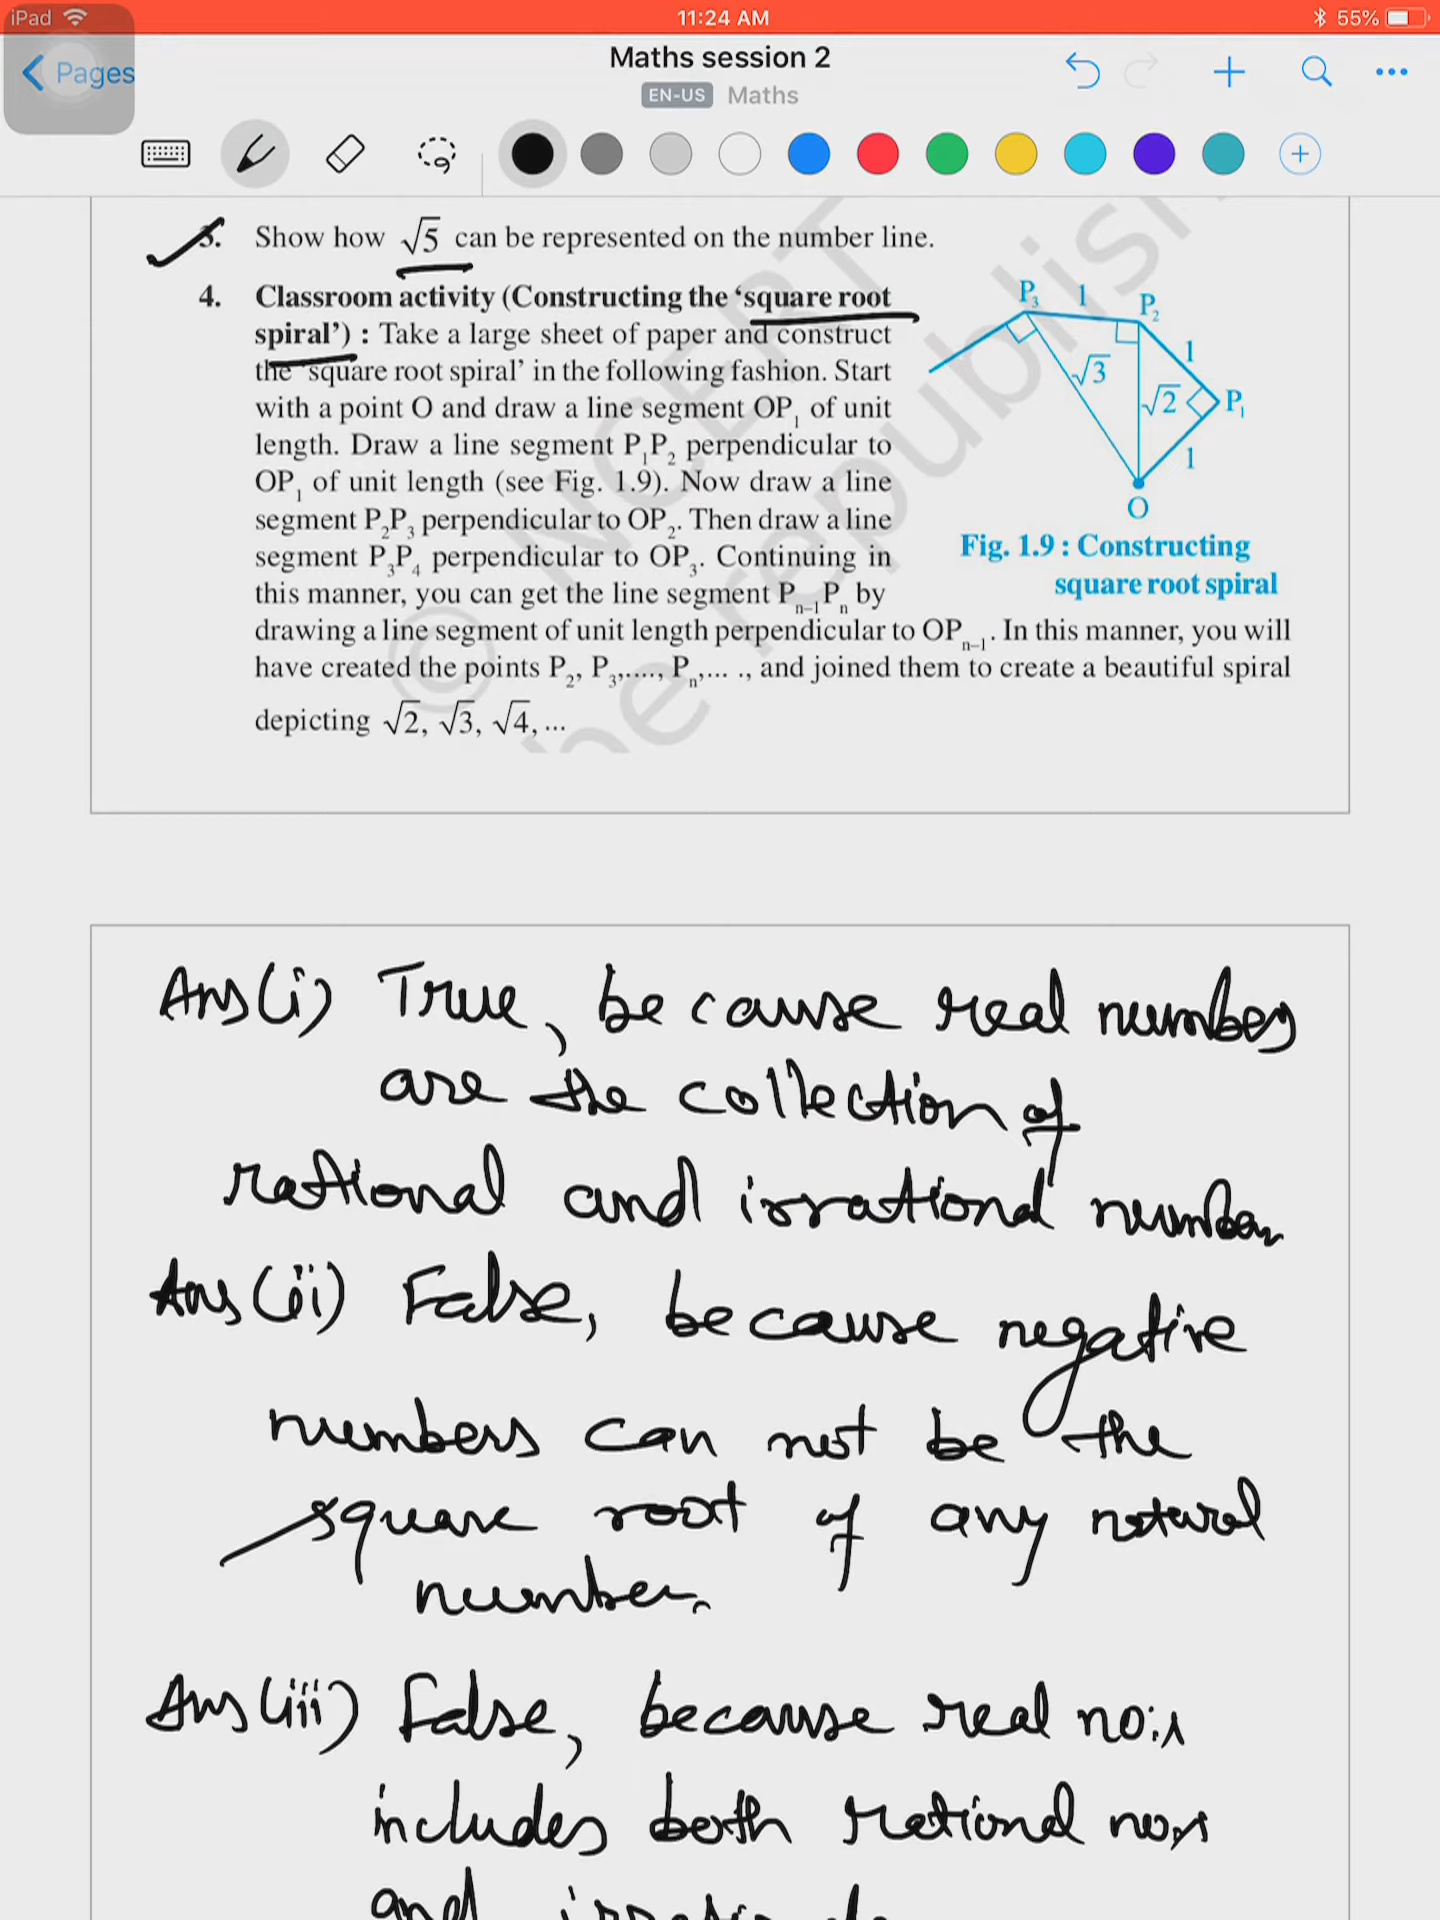 iPad 11:24 AM 55%
Pages Maths session 2
EN-US Maths
3. Show how √5 can be represented on the number line.
4. Classroom activity (Constructing the ‘square root
spiral’) : Take a large sheet of paper and construct
the ‘square root spiral’ in the following fashion. Start
with a point O and draw a line segment OP₁ of unit
length. Draw a line segment P₁P₂ perpendicular to
OP₁ of unit length (see Fig. 1.9). Now draw a line
segment P₂P₃ perpendicular to OP₂. Then draw a line
segment P₃P₄ perpendicular to OP₃. Continuing in
this manner, you can get the line segment Pₙ₋₁Pₙ by
drawing a line segment of unit length perpendicular to OPₙ₋₁. In this manner, you will
have created the points P₂, P₃,...., Pₙ,... ., and joined them to create a beautiful spiral
depicting √2, √3, √4, ...
P₃ 1 P₂
1
√3
√2 P₁
1
O
Fig. 1.9 : Constructing
square root spiral
© NCERT
be republish
Ans(i) True, because real numbers
are the collection of
rational and irrational number
Ans(ii) False, because negative
numbers can not be the
square root of any natural
number.
Ans(iii) False, because real no:s
includes both rational nos
and